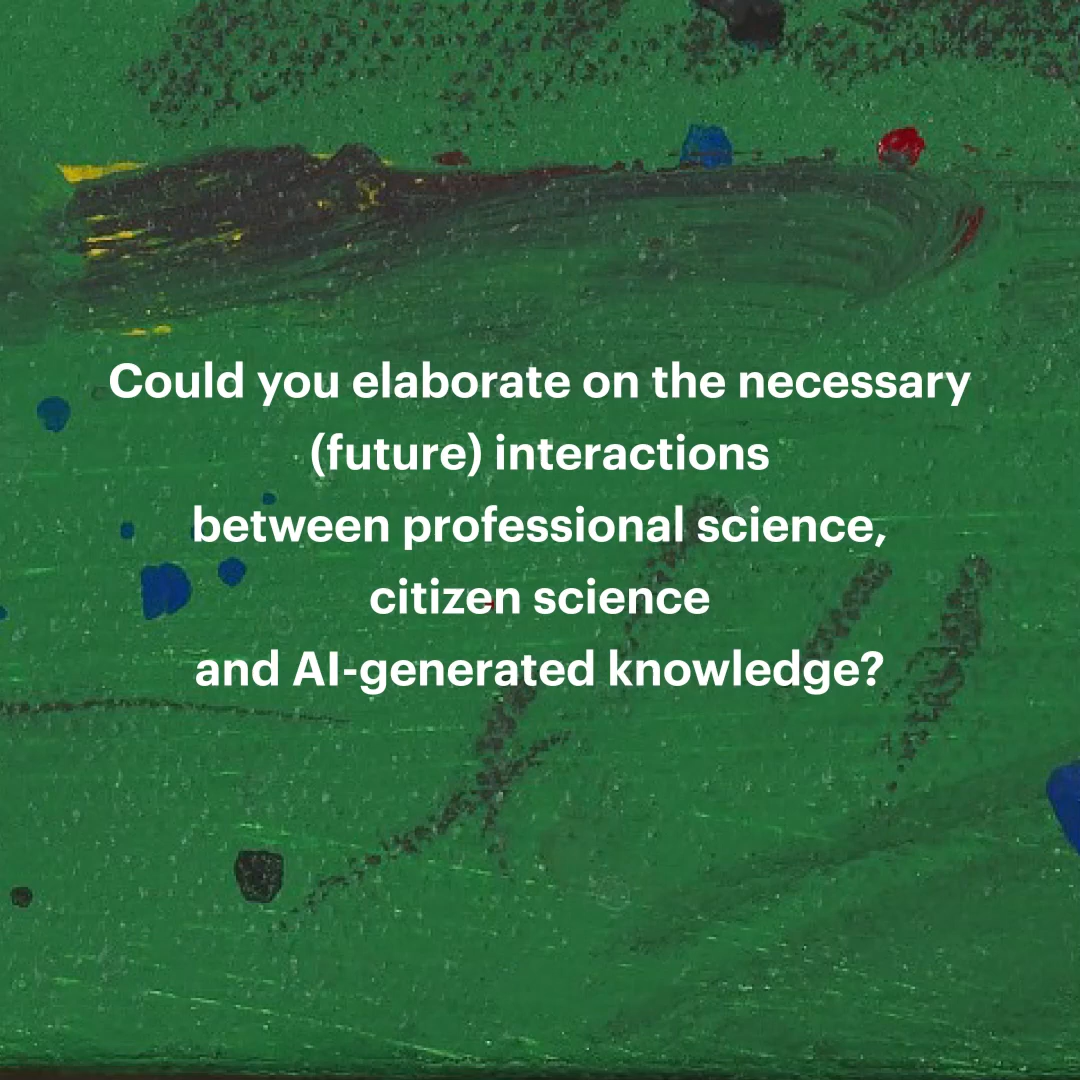 Could you elaborate on the necessary
(future) interactions
between professional science,
citizen science
and AI-generated knowledge?